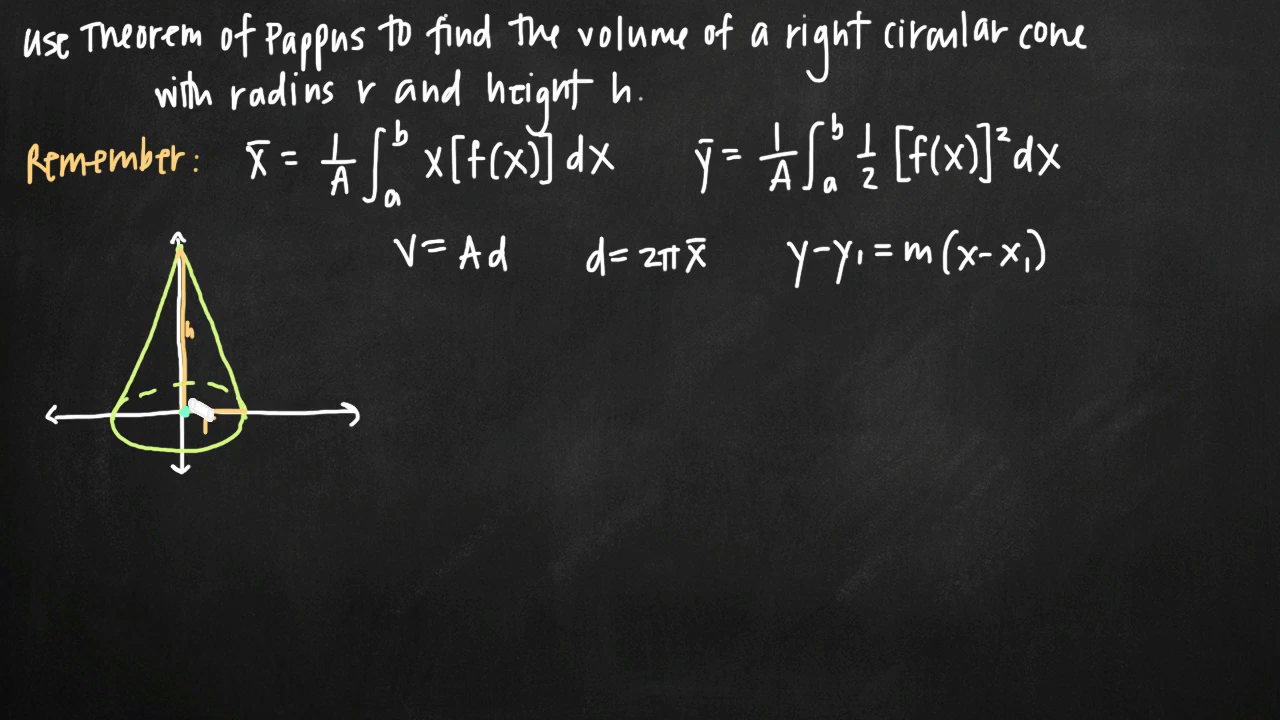 use Theorem of Pappus to find the volume of a right circular cone
with radius r and height h.
Remember: x̄ = 1/A ∫_a^b x[f(x)] dx ȳ = 1/A ∫_a^b 1/2 [f(x)]² dx
V = Ad d = 2πx̄ y - y₁ = m(x - x₁)
h
r